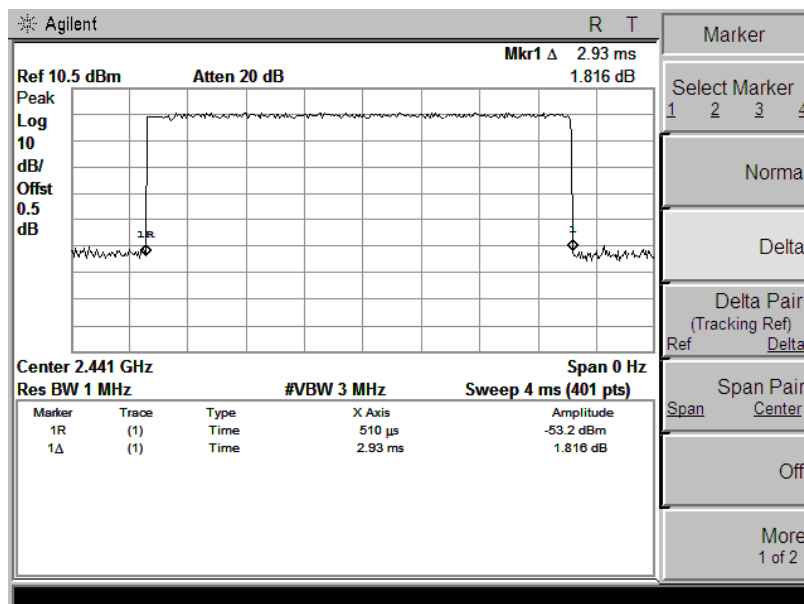 Agilent R T
Mkr1 Δ 2.93 ms
Ref 10.5 dBm Atten 20 dB 1.816 dB
Peak
Log
10
dB/
Offst
0.5
dB
1R
1
Center 2.441 GHz Span 0 Hz
Res BW 1 MHz #VBW 3 MHz Sweep 4 ms (401 pts)
Marker Trace Type X Axis Amplitude
1R (1) Time 510 µs -53.2 dBm
1Δ (1) Time 2.93 ms 1.816 dB
Marker
Select Marker
1 2 3 4
Norma
Delta
Delta Pair
(Tracking Ref)
Ref Delta
Span Pair
Span Center
Off
More
1 of 2